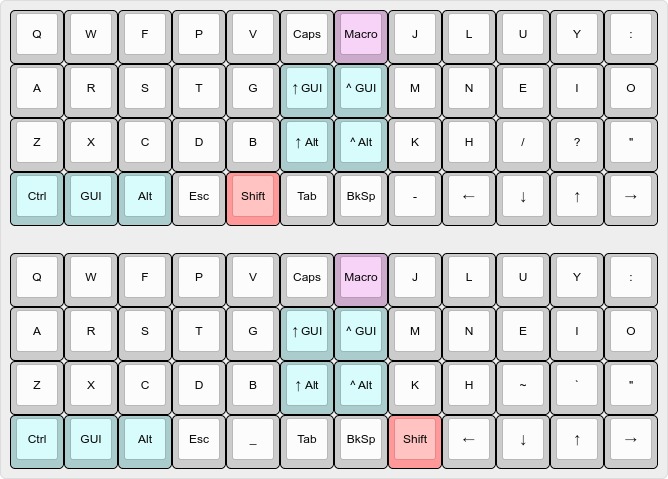 Q W F P V Caps Macro J L U Y :
A R S T G ↑ GUI ^ GUI M N E I O
Z X C D B ↑ Alt ^ Alt K H / ? "
Ctrl GUI Alt Esc Shift Tab BkSp - ← ↓ ↑ →
Q W F P V Caps Macro J L U Y :
A R S T G ↑ GUI ^ GUI M N E I O
Z X C D B ↑ Alt ^ Alt K H ~ ` "
Ctrl GUI Alt Esc _ Tab BkSp Shift ← ↓ ↑ →